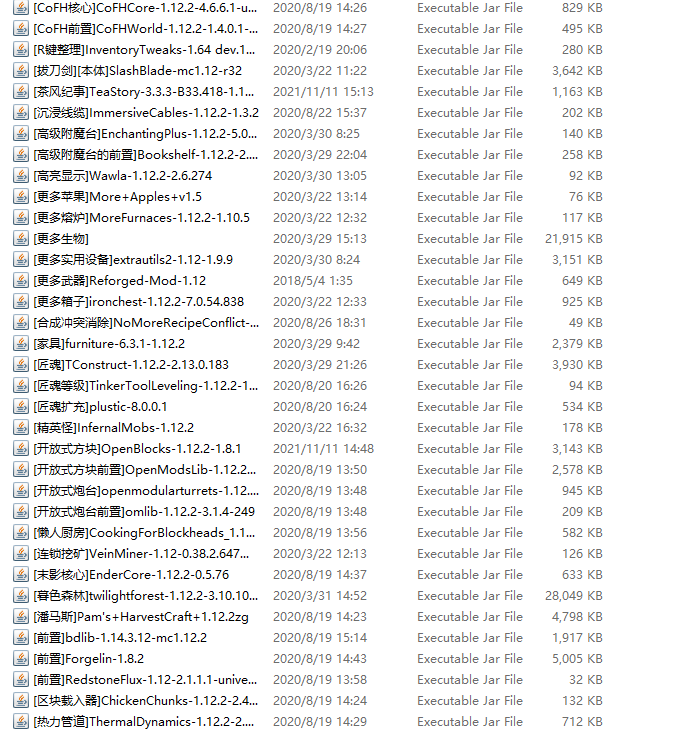 [CoFH核心]CoFHCore-1.12.2-4.6.6.1-u... 2020/8/19 14:26 Executable Jar File 829 KB
[CoFH前置]CoFHWorld-1.12.2-1.4.0.1-... 2020/8/19 14:27 Executable Jar File 495 KB
[R键整理]InventoryTweaks-1.64 dev.1... 2020/2/19 20:06 Executable Jar File 280 KB
[拔刀剑][本体]SlashBlade-mc1.12-r32 2020/3/22 11:22 Executable Jar File 3,642 KB
[茶风纪事]TeaStory-3.3.3-B33.418-1.1... 2021/11/11 15:13 Executable Jar File 1,163 KB
[沉浸线缆]ImmersiveCables-1.12.2-1.3.2 2020/8/22 15:37 Executable Jar File 202 KB
[高级附魔台]EnchantingPlus-1.12.2-5.0... 2020/3/30 8:25 Executable Jar File 140 KB
[高级附魔台的前置]Bookshelf-1.12.2-2.... 2020/3/29 22:04 Executable Jar File 258 KB
[高亮显示]Wawla-1.12.2-2.6.274 2020/3/30 13:05 Executable Jar File 92 KB
[更多苹果]More+Apples+v1.5 2020/3/22 13:14 Executable Jar File 76 KB
[更多熔炉]MoreFurnaces-1.12.2-1.10.5 2020/3/22 12:32 Executable Jar File 117 KB
[更多生物] 2020/3/29 15:13 Executable Jar File 21,915 KB
[更多实用设备]extrautils2-1.12-1.9.9 2020/3/30 8:24 Executable Jar File 3,151 KB
[更多武器]Reforged-Mod-1.12 2018/5/4 1:35 Executable Jar File 649 KB
[更多箱子]ironchest-1.12.2-7.0.54.838 2020/3/22 12:33 Executable Jar File 925 KB
[合成冲突消除]NoMoreRecipeConflict-... 2020/8/26 18:31 Executable Jar File 49 KB
[家具]furniture-6.3.1-1.12.2 2020/3/29 9:42 Executable Jar File 2,379 KB
[匠魂]TConstruct-1.12.2-2.13.0.183 2020/3/29 21:26 Executable Jar File 3,930 KB
[匠魂等级]TinkerToolLeveling-1.12.2-1... 2020/8/20 16:26 Executable Jar File 94 KB
[匠魂扩充]plustic-8.0.0.1 2020/8/20 16:24 Executable Jar File 534 KB
[精英怪]InfernalMobs-1.12.2 2020/3/22 16:32 Executable Jar File 178 KB
[开放式方块]OpenBlocks-1.12.2-1.8.1 2021/11/11 14:48 Executable Jar File 3,143 KB
[开放式方块前置]OpenModsLib-1.12.2... 2020/8/19 13:50 Executable Jar File 2,578 KB
[开放式炮台]openmodularturrets-1.12.... 2020/8/19 13:48 Executable Jar File 945 KB
[开放式炮台前置]omlib-1.12.2-3.1.4-249 2020/8/19 13:48 Executable Jar File 209 KB
[懒人厨房]CookingForBlockheads_1.1... 2020/8/19 13:56 Executable Jar File 582 KB
[连锁挖矿]VeinMiner-1.12-0.38.2.647... 2020/3/22 12:13 Executable Jar File 126 KB
[末影核心]EnderCore-1.12.2-0.5.76 2020/8/19 14:37 Executable Jar File 633 KB
[暮色森林]twilightforest-1.12.2-3.10.10... 2020/3/31 14:52 Executable Jar File 28,049 KB
[潘马斯]Pam's+HarvestCraft+1.12.2zg 2020/8/19 14:23 Executable Jar File 4,798 KB
[前置]bdlib-1.14.3.12-mc1.12.2 2020/8/19 15:14 Executable Jar File 1,917 KB
[前置]Forgelin-1.8.2 2020/8/19 14:43 Executable Jar File 5,005 KB
[前置]RedstoneFlux-1.12-2.1.1.1-unive... 2020/8/19 13:58 Executable Jar File 32 KB
[区块载入器]ChickenChunks-1.12.2-2.4... 2020/8/19 14:24 Executable Jar File 132 KB
[热力管道]ThermalDynamics-1.12.2-2.... 2020/8/19 14:29 Executable Jar File 712 KB